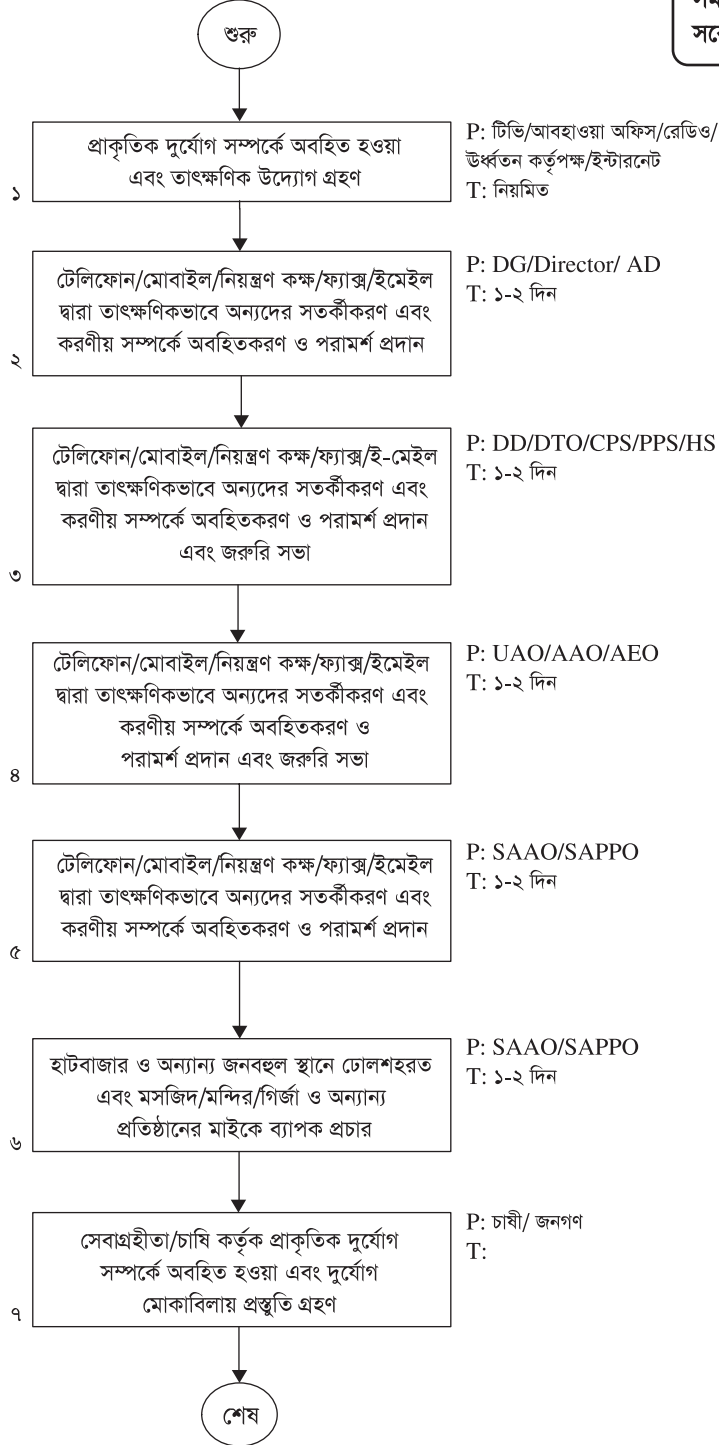 শুরু
প্রাকৃতিক দুর্যোগ সম্পর্কে অবহিত হওয়া
এবং তাৎক্ষণিক উদ্যোগ গ্রহণ
১
P: টিভি/আবহাওয়া অফিস/রেডিও/
ঊর্ধ্বতন কর্তৃপক্ষ/ইন্টারনেট
T: নিয়মিত
টেলিফোন/মোবাইল/নিয়ন্ত্রণ কক্ষ/ফ্যাক্স/ইমেইল
দ্বারা তাৎক্ষণিকভাবে অন্যদের সতর্কীকরণ এবং
করণীয় সম্পর্কে অবহিতকরণ ও পরামর্শ প্রদান
২
P: DG/Director/ AD
T: ১-২ দিন
টেলিফোন/মোবাইল/নিয়ন্ত্রণ কক্ষ/ফ্যাক্স/ই-মেইল
দ্বারা তাৎক্ষণিকভাবে অন্যদের সতর্কীকরণ এবং
করণীয় সম্পর্কে অবহিতকরণ ও পরামর্শ প্রদান
এবং জরুরি সভা
৩
P: DD/DTO/CPS/PPS/HS
T: ১-২ দিন
টেলিফোন/মোবাইল/নিয়ন্ত্রণ কক্ষ/ফ্যাক্স/ইমেইল
দ্বারা তাৎক্ষণিকভাবে অন্যদের সতর্কীকরণ এবং
করণীয় সম্পর্কে অবহিতকরণ ও
পরামর্শ প্রদান এবং জরুরি সভা
৪
P: UAO/AAO/AEO
T: ১-২ দিন
টেলিফোন/মোবাইল/নিয়ন্ত্রণ কক্ষ/ফ্যাক্স/ইমেইল
দ্বারা তাৎক্ষণিকভাবে অন্যদের সতর্কীকরণ এবং
করণীয় সম্পর্কে অবহিতকরণ ও পরামর্শ প্রদান
৫
P: SAAO/SAPPO
T: ১-২ দিন
হাটবাজার ও অন্যান্য জনবহুল স্থানে ঢোলশহরত
এবং মসজিদ/মন্দির/গির্জা ও অন্যান্য
প্রতিষ্ঠানের মাইকে ব্যাপক প্রচার
৬
P: SAAO/SAPPO
T: ১-২ দিন
সেবাগ্রহীতা/চাষি কর্তৃক প্রাকৃতিক দুর্যোগ
সম্পর্কে অবহিত হওয়া এবং দুর্যোগ
মোকাবিলায় প্রস্তুতি গ্রহণ
৭
P: চাষী/ জনগণ
T:
শেষ